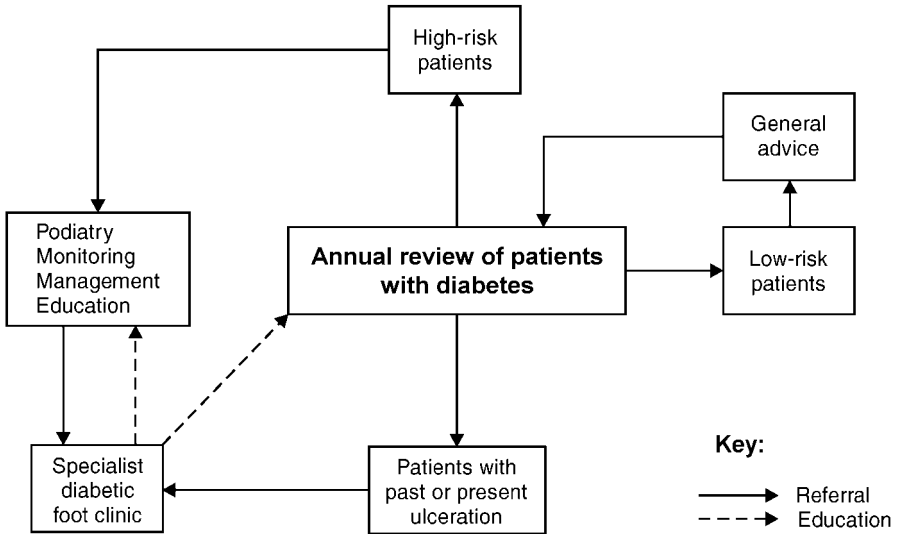 High-risk
patients
General
advice
Podiatry
Monitoring
Management
Education
Annual review of patients
with diabetes
Low-risk
patients
Specialist
diabetic
foot clinic
Patients with
past or present
ulceration
Key:
Referral
Education